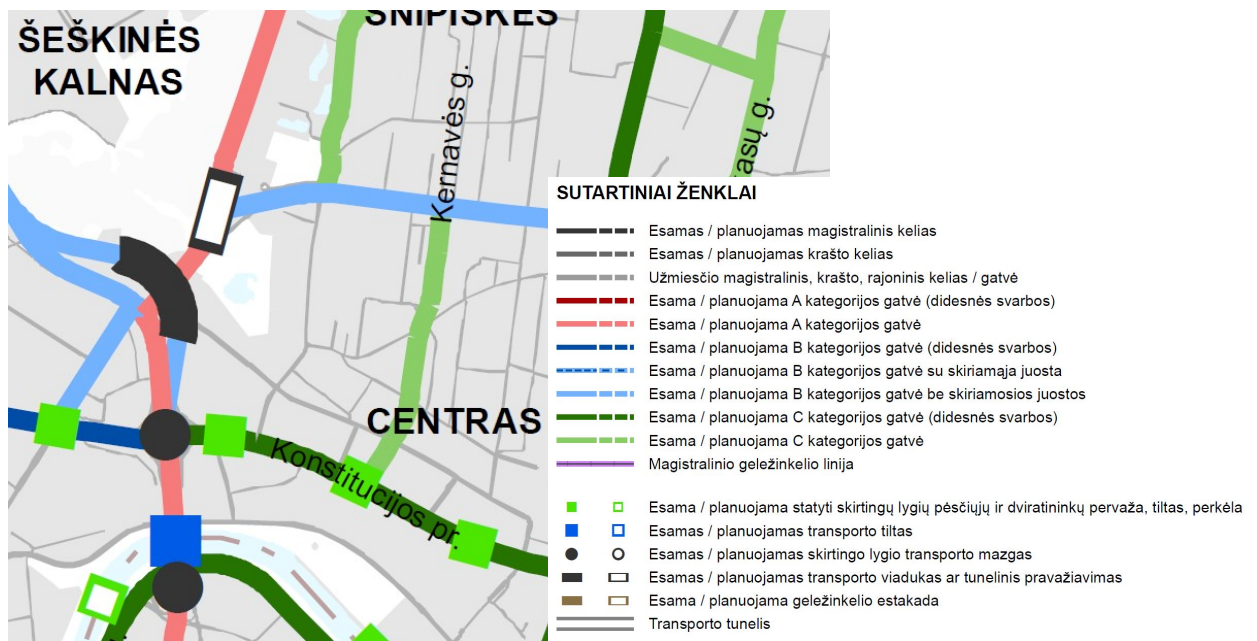 ŠNIPIŠKĖS
ŠEŠKINĖS
KALNAS
Kernavės g.
asų g.
CENTRAS
Konstitucijos pr.
SUTARTINIAI ŽENKLAI
Esamas / planuojamas magistralinis kelias
Esamas / planuojamas krašto kelias
Užmiesčio magistralinis, krašto, rajoninis kelias / gatvė
Esama / planuojama A kategorijos gatvė (didesnės svarbos)
Esama / planuojama A kategorijos gatvė
Esama / planuojama B kategorijos gatvė (didesnės svarbos)
Esama / planuojama B kategorijos gatvė su skiriamąja juosta
Esama / planuojama B kategorijos gatvė be skiriamosios juostos
Esama / planuojama C kategorijos gatvė (didesnės svarbos)
Esama / planuojama C kategorijos gatvė
Magistralinio geležinkelio linija
Esama / planuojama statyti skirtingų lygių pėsčiųjų ir dviratininkų pervaža, tiltas, perkėla
Esamas / planuojamas transporto tiltas
Esamas / planuojamas skirtingo lygio transporto mazgas
Esamas / planuojamas transporto viadukas ar tunelinis pravažiavimas
Esama / planuojama geležinkelio estakada
Transporto tunelis